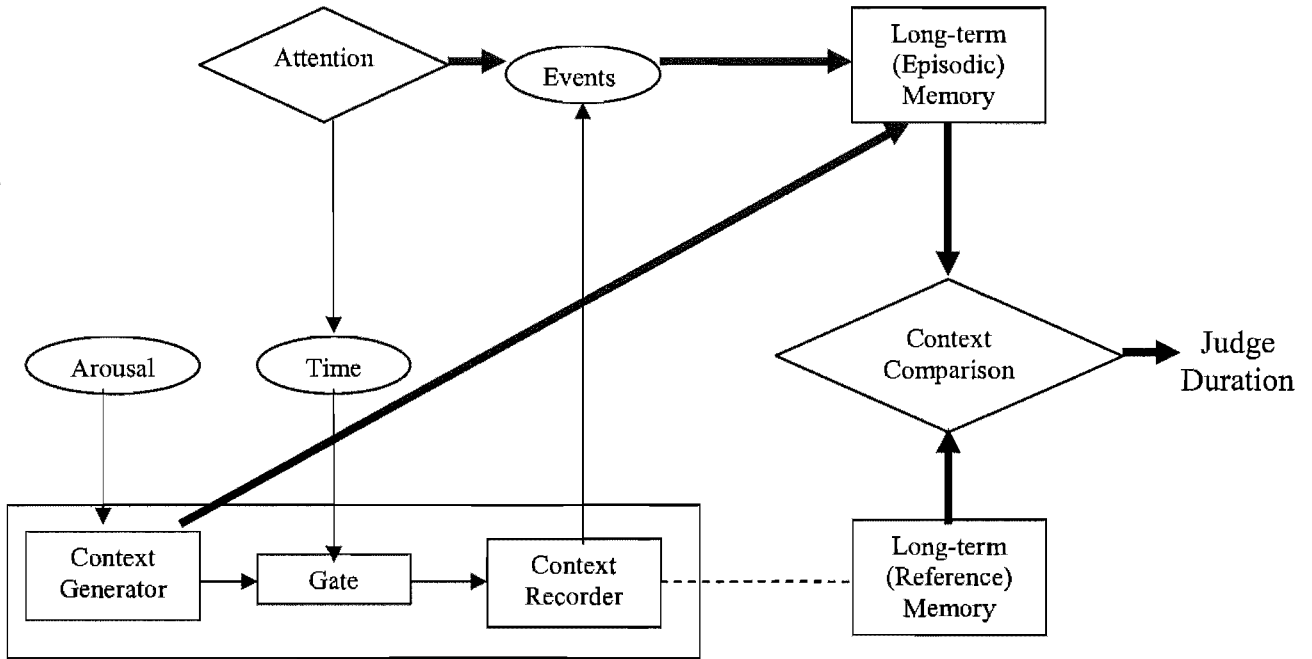 Attention
Events
Long-term
(Episodic)
Memory
Arousal
Time
Context
Comparison
Judge
Duration
Context
Generator
Gate
Context
Recorder
Long-term
(Reference)
Memory